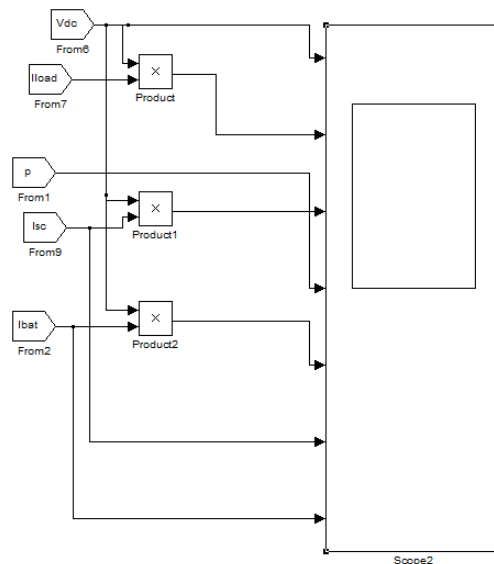 Vdc
From6
Iload
From7
×
Product
p
From1
Isc
From9
×
Product1
Ibat
From2
×
Product2
Scope2